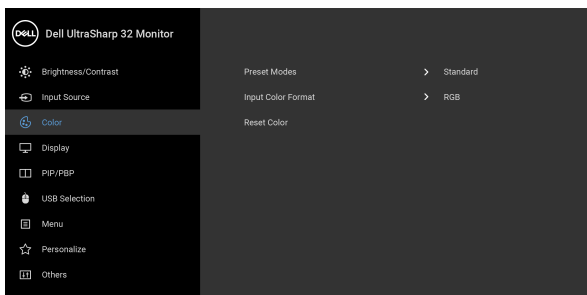 DELL Dell UltraSharp 32 Monitor
Brightness/Contrast
Input Source
Color
Display
PIP/PBP
USB Selection
Menu
Personalize
Others
Preset Modes > Standard
Input Color Format > RGB
Reset Color